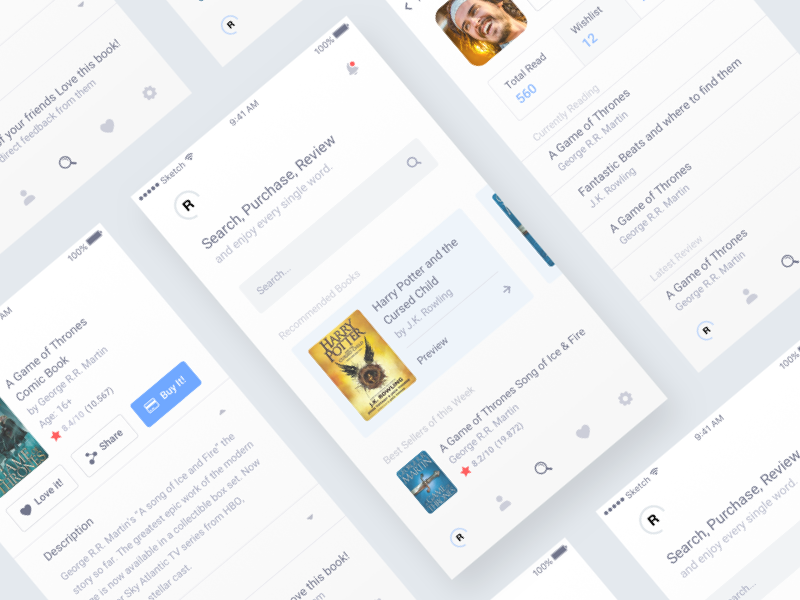 of your friends Love this book!
direct feedback from them
R
100%
Sketch
9:41 AM
100%
R
Search, Purchase, Review
and enjoy every single word.
Search...
Recommended Books
Harry Potter and the
Cursed Child
by J.K. Rowling
Preview
HARRY
POTTER
J.K. ROWLING
Best Sellers of this Week
A Game of Thrones Song of Ice & Fire
George R.R. Martin
8.2/10 (19.872)
MARTIN
R
Total Read
560
Wishlist
12
Currently Reading
A Game of Thrones
George R.R. Martin
Fantastic Beasts and where to find them
J.K. Rowling
A Game of Thrones
George R.R. Martin
Latest Review
A Game of Thrones
George R.R. Martin
R
AM
100%
A Game of Thrones
Comic Book
by George R.R. Martin
Age: 16+
8.4/10 (10.567)
Love it!
Share
Buy It!
Description
George R.R. Martin's "A song of Ice and Fire" the
story so far. The greatest epic work of the modern
age is now available in a collectible box set. Now
Sky Atlantic TV series from HBO,
stellar cast.
ove this book!
100%
Sketch
9:41 AM
100%
R
Search, Purchase, Review
and enjoy every single word.